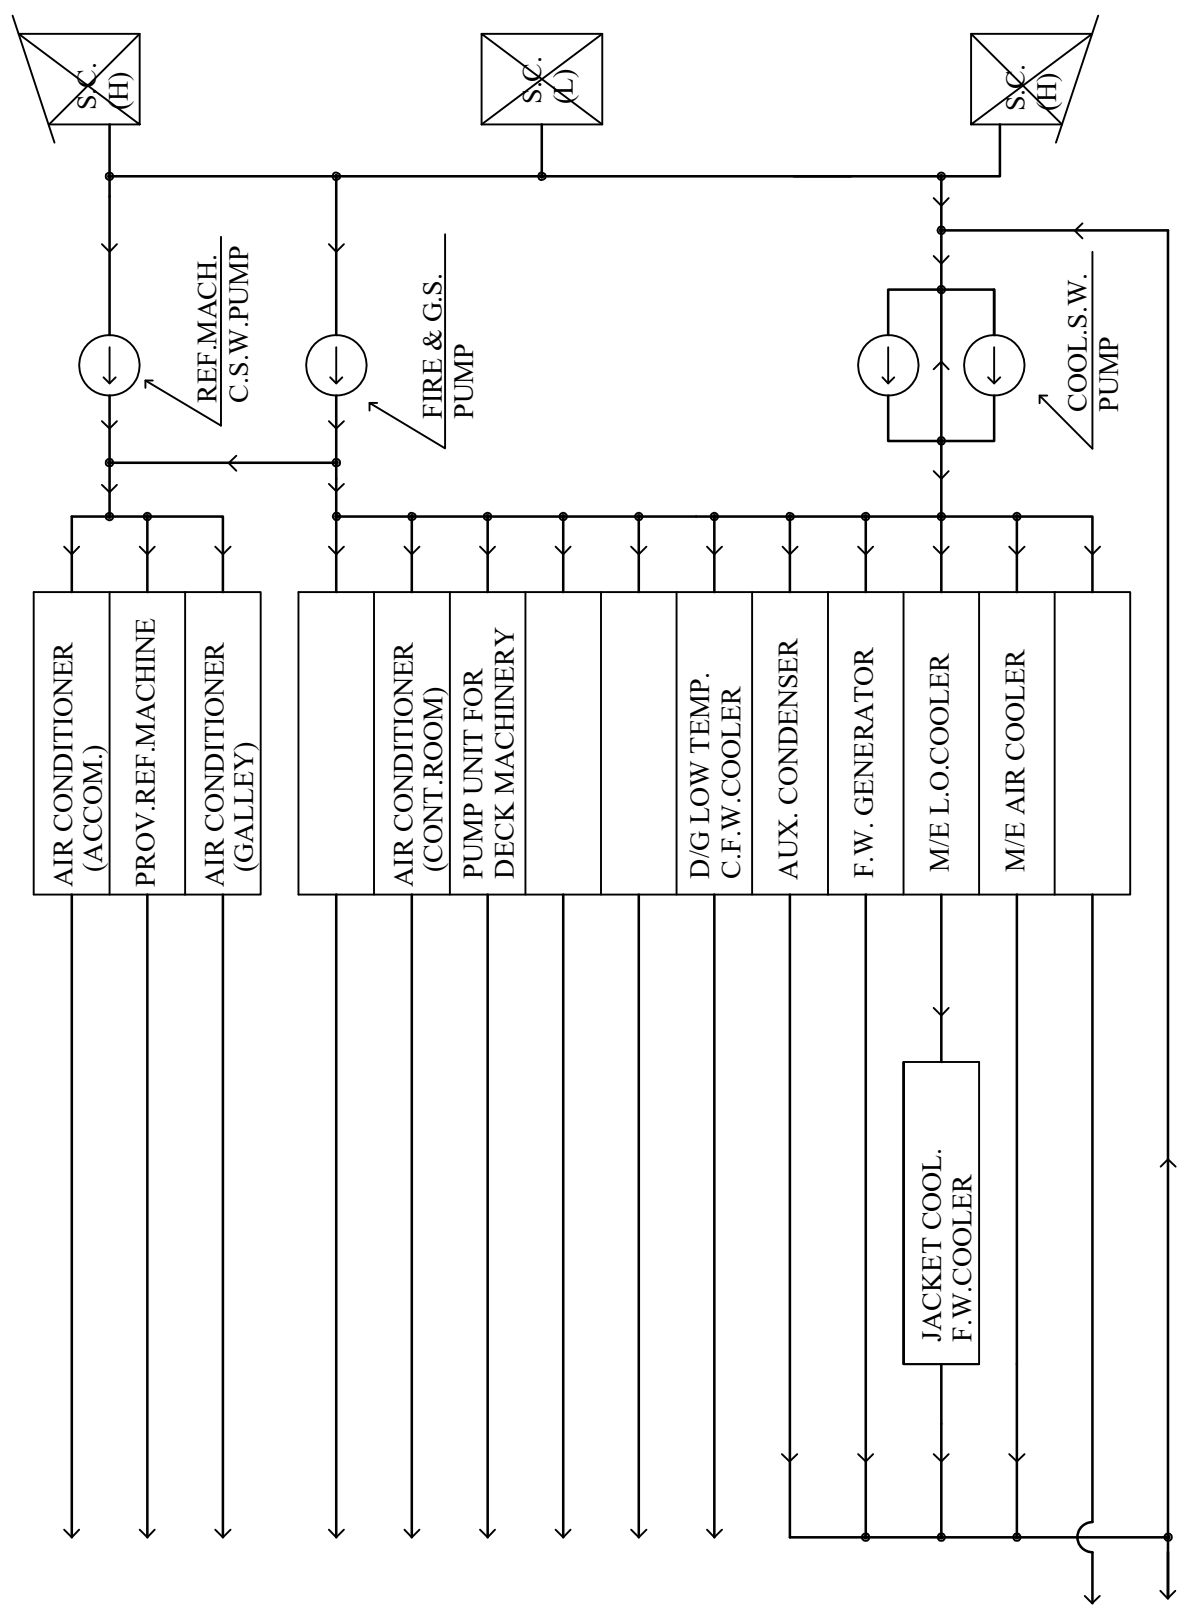 S.C.
(H)
S.C.
(L)
S.C.
(H)
REF.MACH.
C.S.W.PUMP
FIRE & G.S.
PUMP
COOL.S.W.
PUMP
AIR CONDITIONER
(ACCOM.)
PROV.REF.MACHINE
AIR CONDITIONER
(GALLEY)
AIR CONDITIONER
(CONT.ROOM)
PUMP UNIT FOR
DECK MACHINERY
D/G LOW TEMP.
C.F.W.COOLER
AUX. CONDENSER
F.W. GENERATOR
M/E L.O.COOLER
M/E AIR COOLER
JACKET COOL.
F.W.COOLER